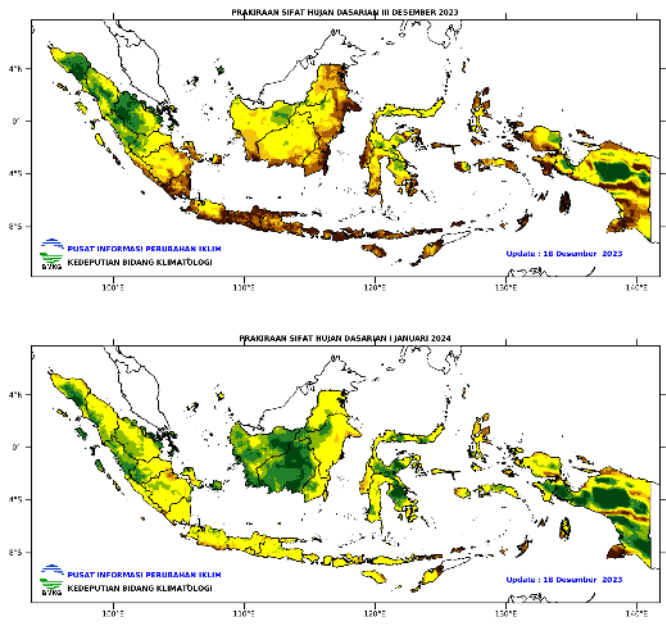 PRAKIRAAN SIFAT HUJAN DASARIAN III DESEMBER 2023
4°N
0°
4°S
8°S
BMKG
PUSAT INFORMASI PERUBAHAN IKLIM
KEDEPUTIAN BIDANG KLIMATOLOGI
Update : 18 Desember 2023
100°E 110°E 120°E 130°E 140°E
PRAKIRAAN SIFAT HUJAN DASARIAN I JANUARI 2024
4°N
0°
4°S
8°S
BMKG
PUSAT INFORMASI PERUBAHAN IKLIM
KEDEPUTIAN BIDANG KLIMATOLOGI
Update : 18 Desember 2023
100°E 110°E 120°E 130°E 140°E